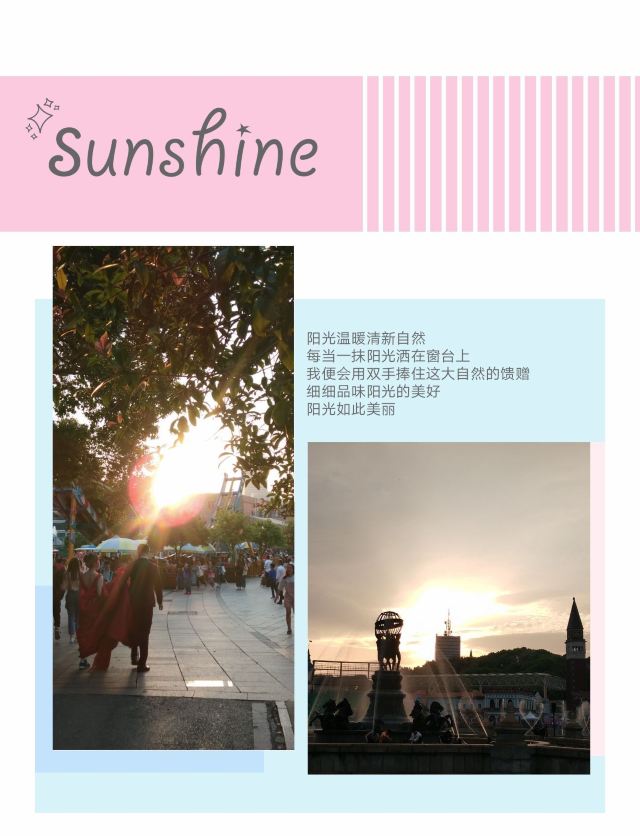 Sunshine
阳光温暖清新自然
每当一抹阳光洒在窗台上
我便会用双手捧住这大自然的馈赠
细细品味阳光的美好
阳光如此美丽